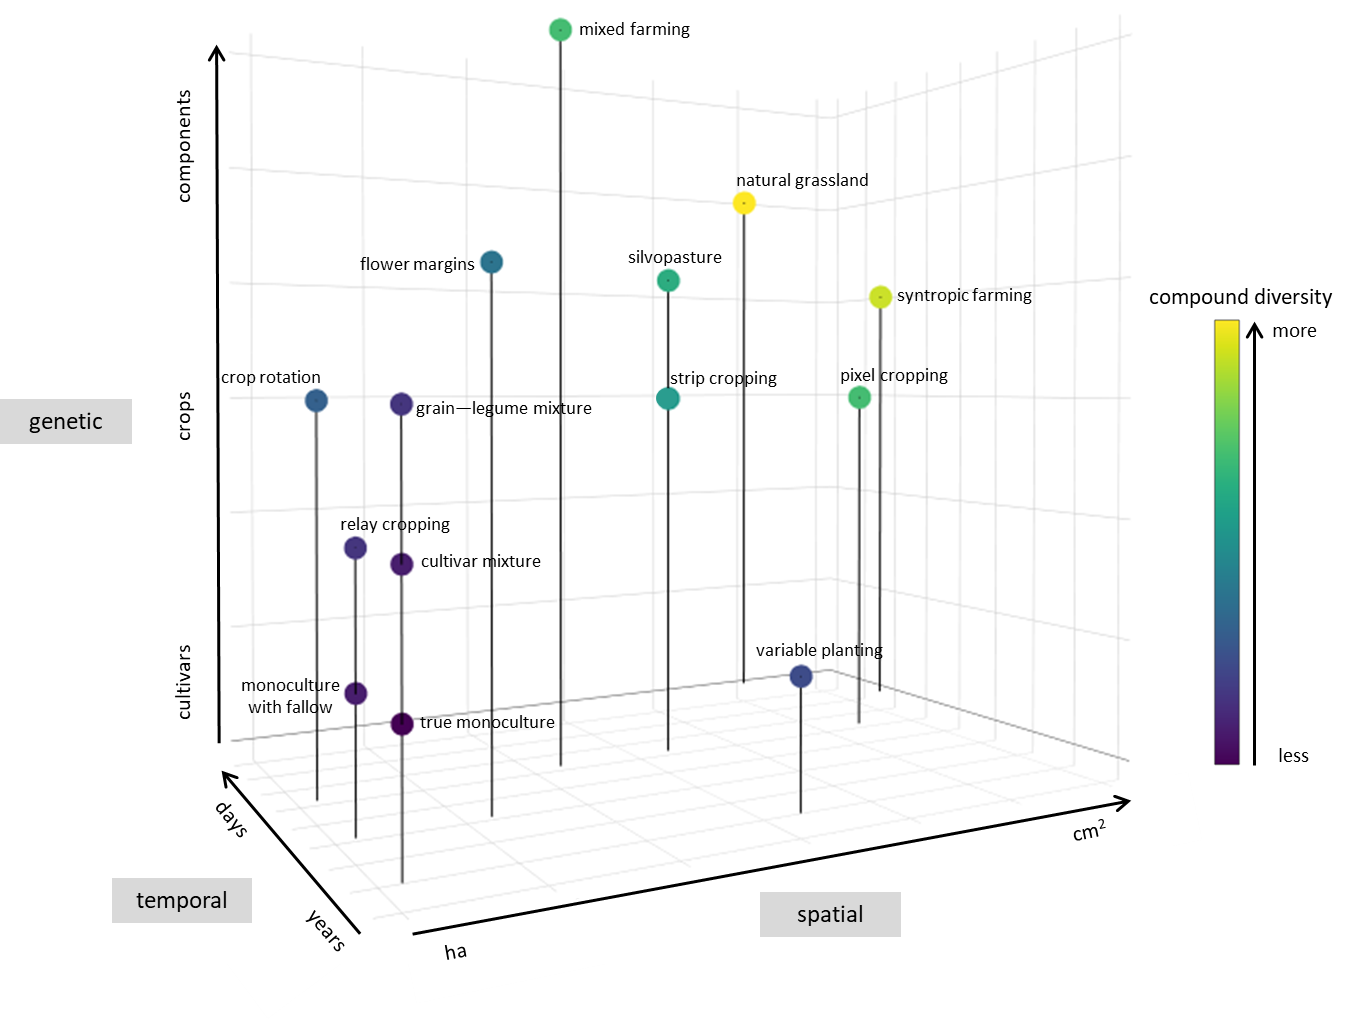 mixed farming
components
natural grassland
flower margins
silvopasture
syntropic farming
compound diversity
more
crop rotation
strip cropping
pixel cropping
grain—legume mixture
crops
genetic
relay cropping
cultivar mixture
variable planting
cultivars
monoculture
with fallow
true monoculture
less
days
cm²
temporal
years
spatial
ha